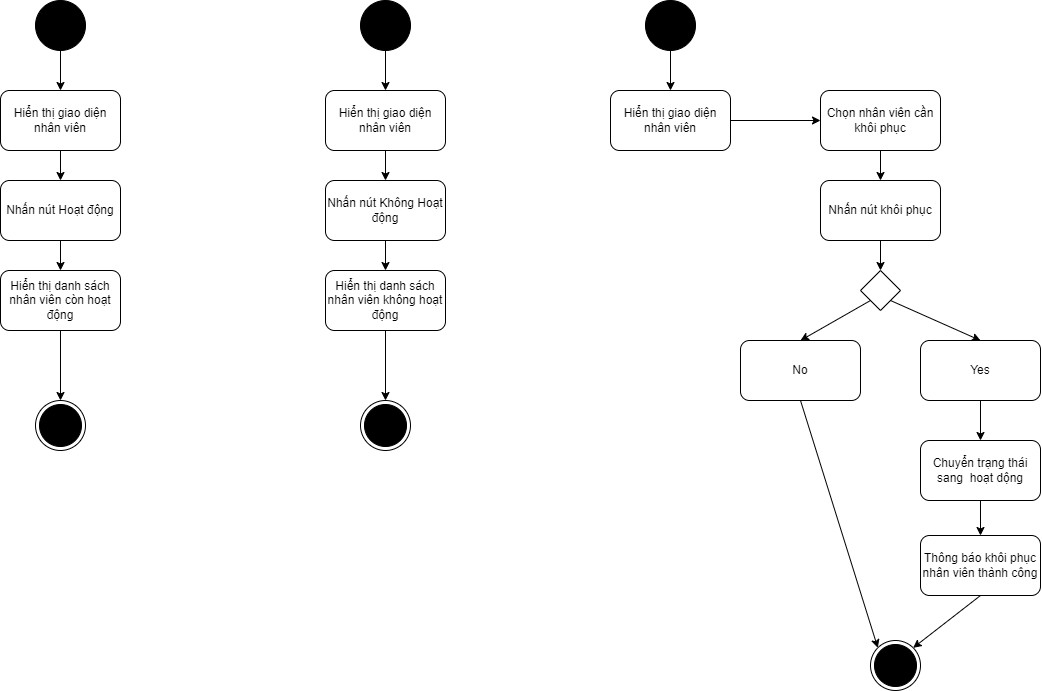 Hiển thị giao diện
nhân viên
Nhấn nút Hoạt động
Hiển thị danh sách
nhân viên còn hoạt
động
Hiển thị giao diện
nhân viên
Nhấn nút Không Hoạt
động
Hiển thị danh sách
nhân viên không hoạt
động
Hiển thị giao diện
nhân viên
Chọn nhân viên cần
khôi phục
Nhấn nút khôi phục
No
Yes
Chuyển trạng thái
sang  hoạt dộng
Thông báo khôi phục
nhân viên thành công